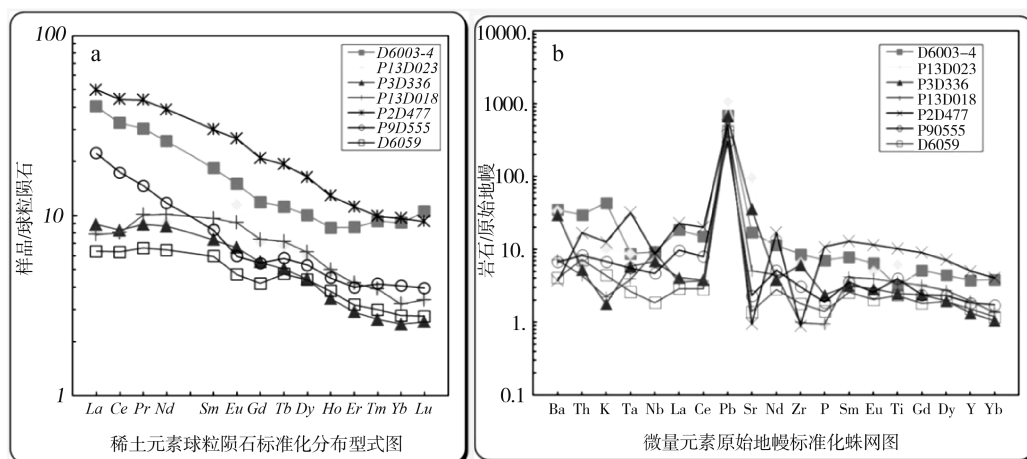 100
10
1
样品/球粒陨石
a
D6003-4
P13D023
P3D336
P13D018
P2D477
P9D555
D6059
La Ce Pr Nd Sm Eu Gd Tb Dy Ho Er Tm Yb Lu
稀土元素球粒陨石标准化分布型式图
10000.
1000.
100.
10
1.
0.1
岩石/原始地幔
b
D6003-4
P13D023
P3D336
P13D018
P2D477
P90555
D6059
Ba Th K Ta Nb La Ce Pb Sr Nd Zr P Sm Eu Ti Gd Dy Y Yb
微量元素原始地幔标准化蛛网图